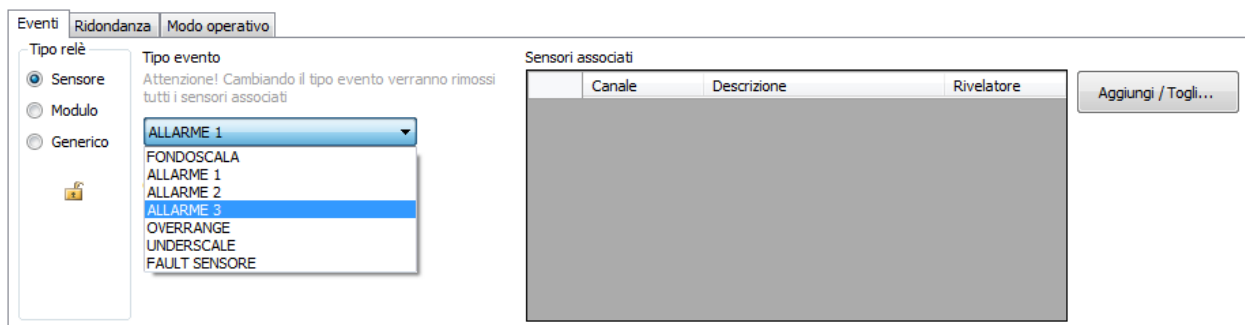 Eventi Ridondanza Modo operativo
Tipo relè
Sensore
Modulo
Generico
Tipo evento
Attenzione! Cambiando il tipo evento verranno rimossi
tutti i sensori associati
ALLARME 1
FONDOSCALA
ALLARME 1
ALLARME 2
ALLARME 3
OVERRANGE
UNDERSCALE
FAULT SENSORE
Sensori associati
Canale Descrizione Rivelatore
Aggiungi / Togli...